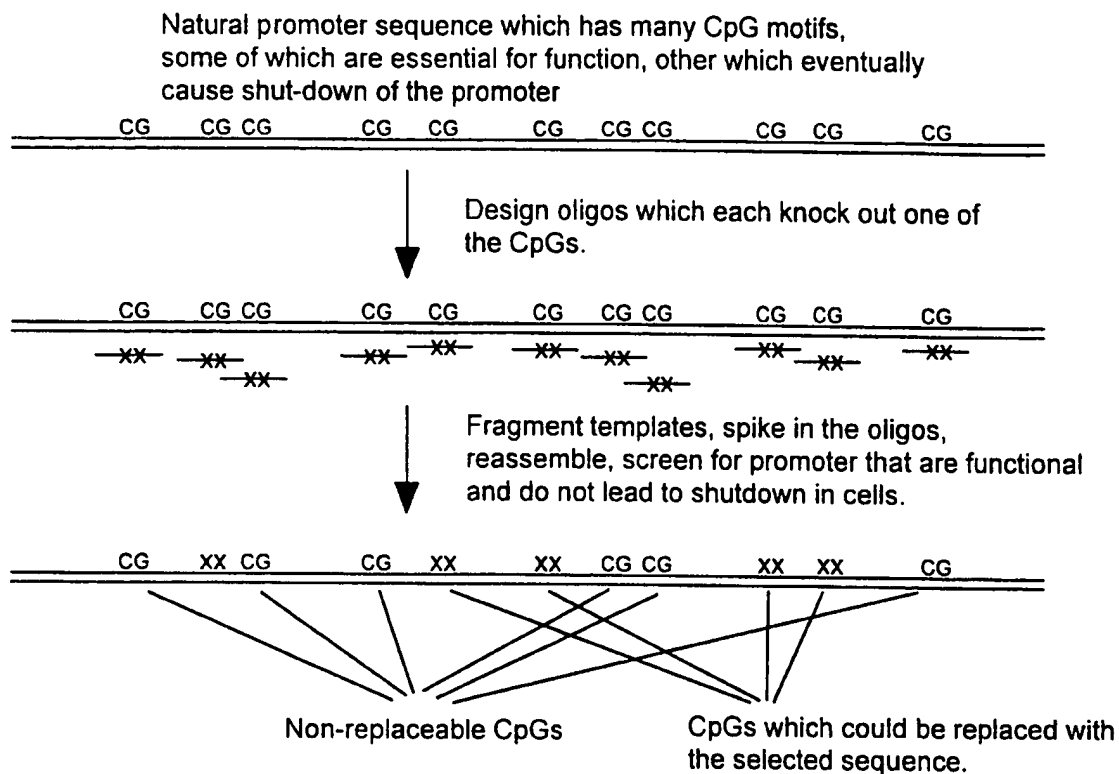 Natural promoter sequence which has many CpG motifs,
some of which are essential for function, other which eventually
cause shut-down of the promoter
CG CG CG CG CG CG CG CG CG CG CG
Design oligos which each knock out one of
the CpGs.
CG CG CG CG CG CG CG CG CG CG CG
XX XX XX XX XX XX XX XX XX XX XX
Fragment templates, spike in the oligos,
reassemble, screen for promoter that are functional
and do not lead to shutdown in cells.
CG XX CG CG XX XX CG CG XX XX CG
Non-replaceable CpGs
CpGs which could be replaced with
the selected sequence.